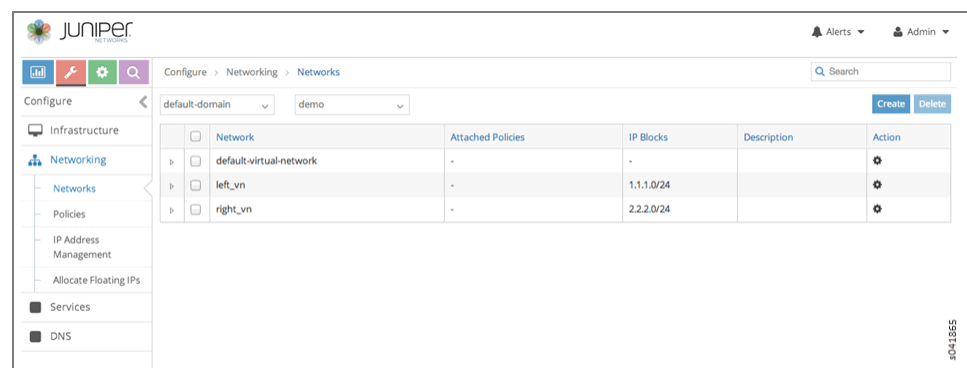 JUNIPER
NETWORKS
Alerts
Admin
Configure > Networking > Networks
Search
Configure
default-domain
demo
Create
Delete
Infrastructure
Networking
Networks
Policies
IP Address
Management
Allocate Floating IPs
Services
DNS
Network Attached Policies IP Blocks Description Action
default-virtual-network - -
left_vn - 1.1.1.0/24
right_vn - 2.2.2.0/24
s041865